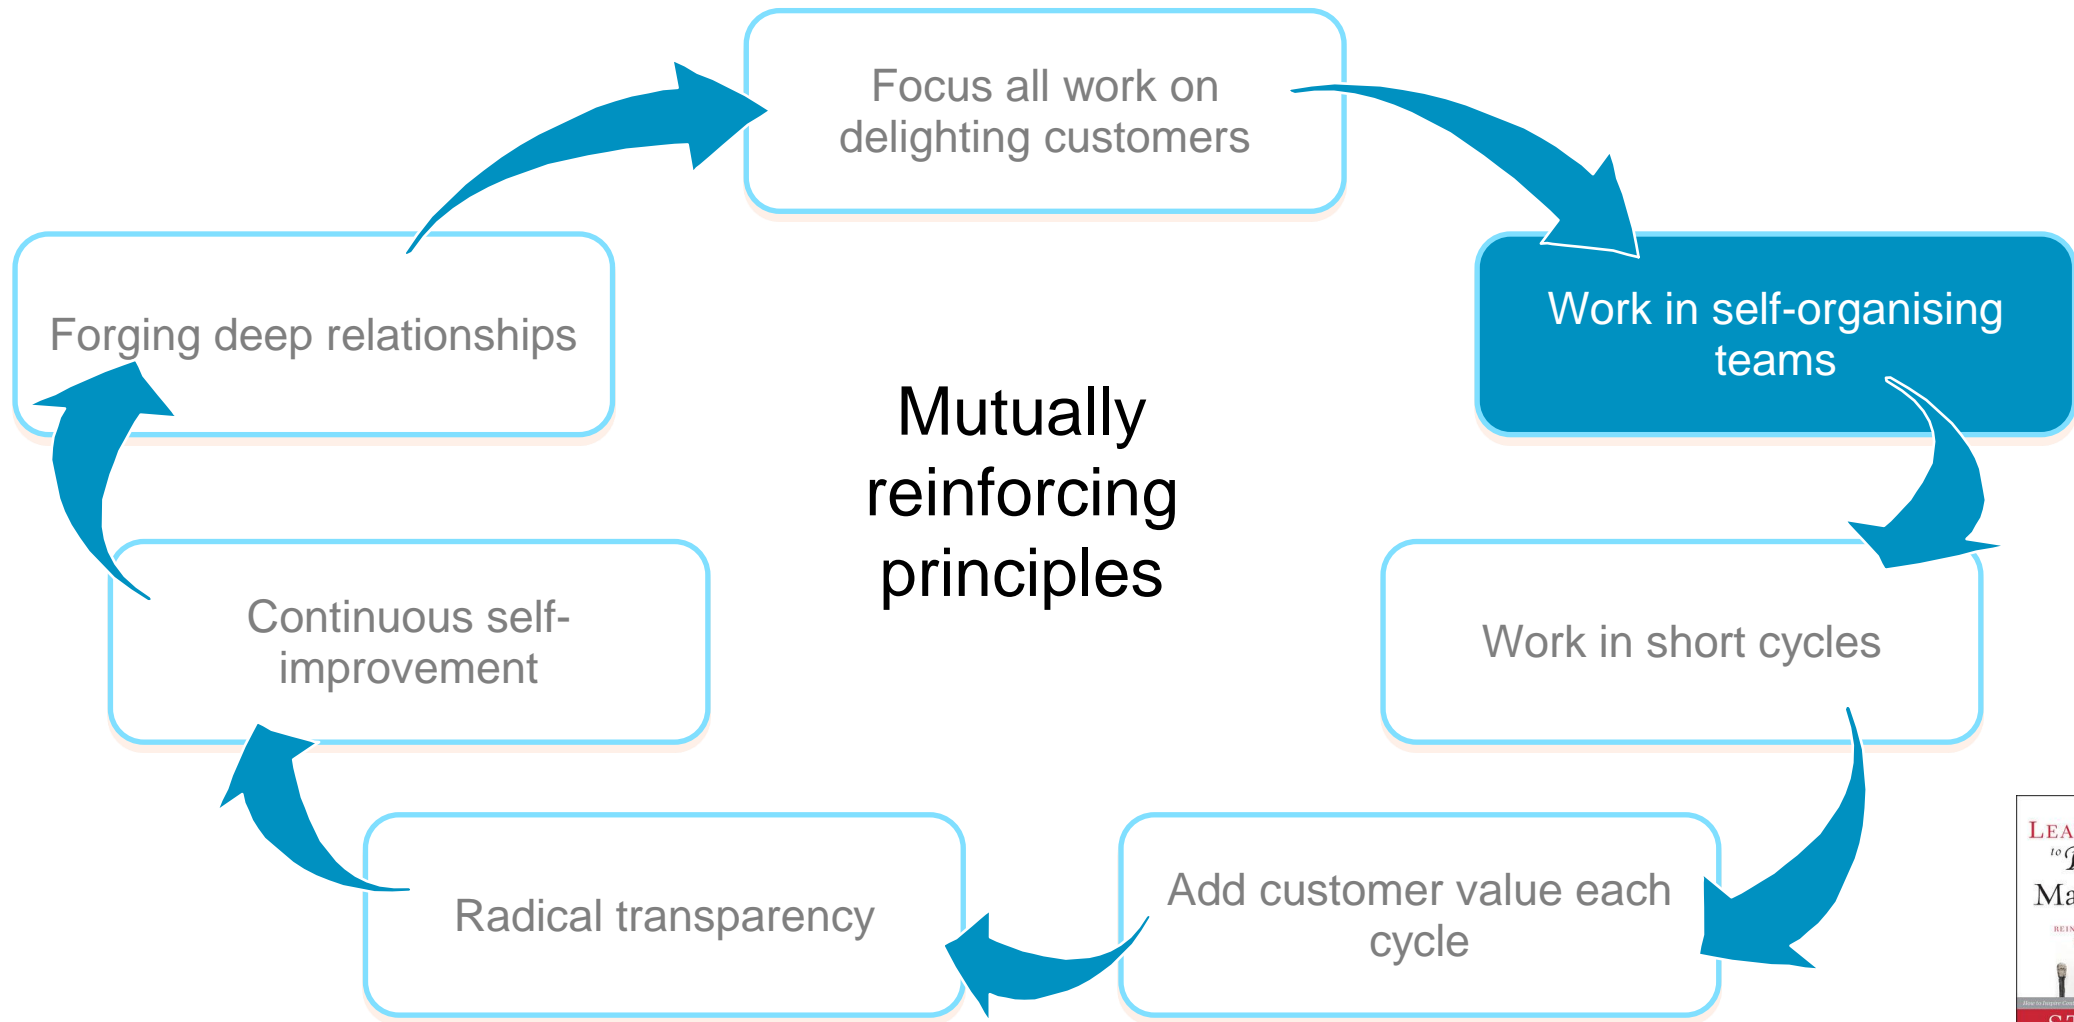 Focus all work on
delighting customers
Work in self-organising
teams
Work in short cycles
Add customer value each
cycle
Radical transparency
Continuous self-
improvement
Forging deep relationships
Mutually
reinforcing
principles
to